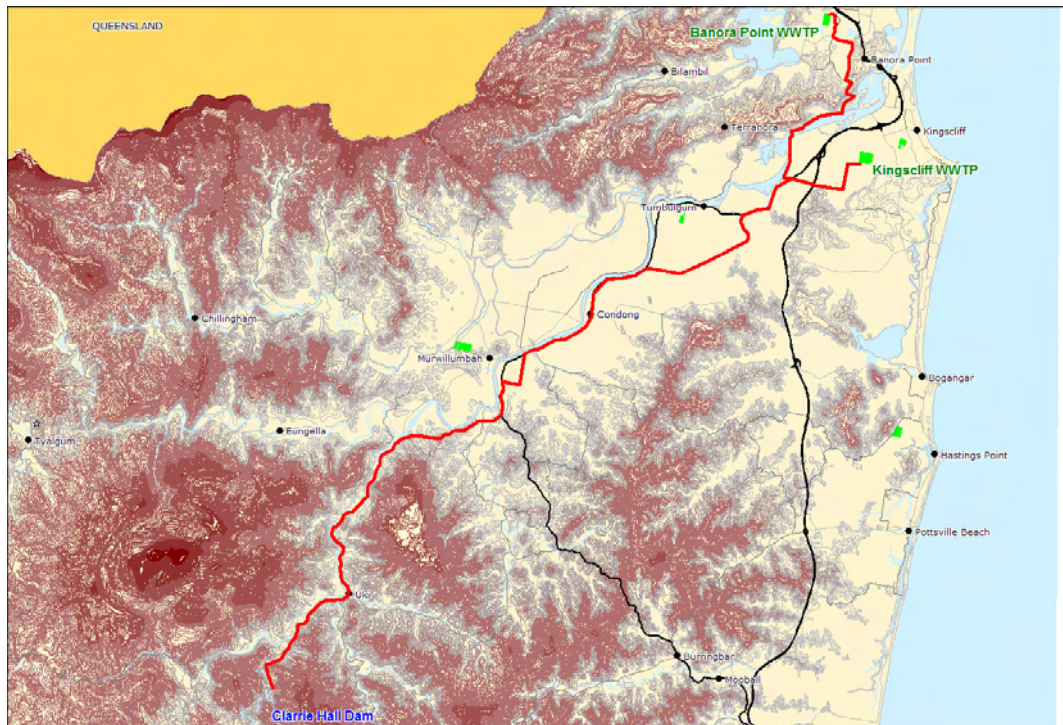 QUEENSLAND
Banora Point WWTP
Banora Point
Bilambil
Terranora
Kingscliff
Kingscliff WWTP
Tumbulgum
Chillingham
Condong
Murwillumbah
Bogangar
Eungella
Tyalgum
Hastings Point
Pottsville Beach
Uki
Burringbar
Mooball
Clarrie Hall Dam